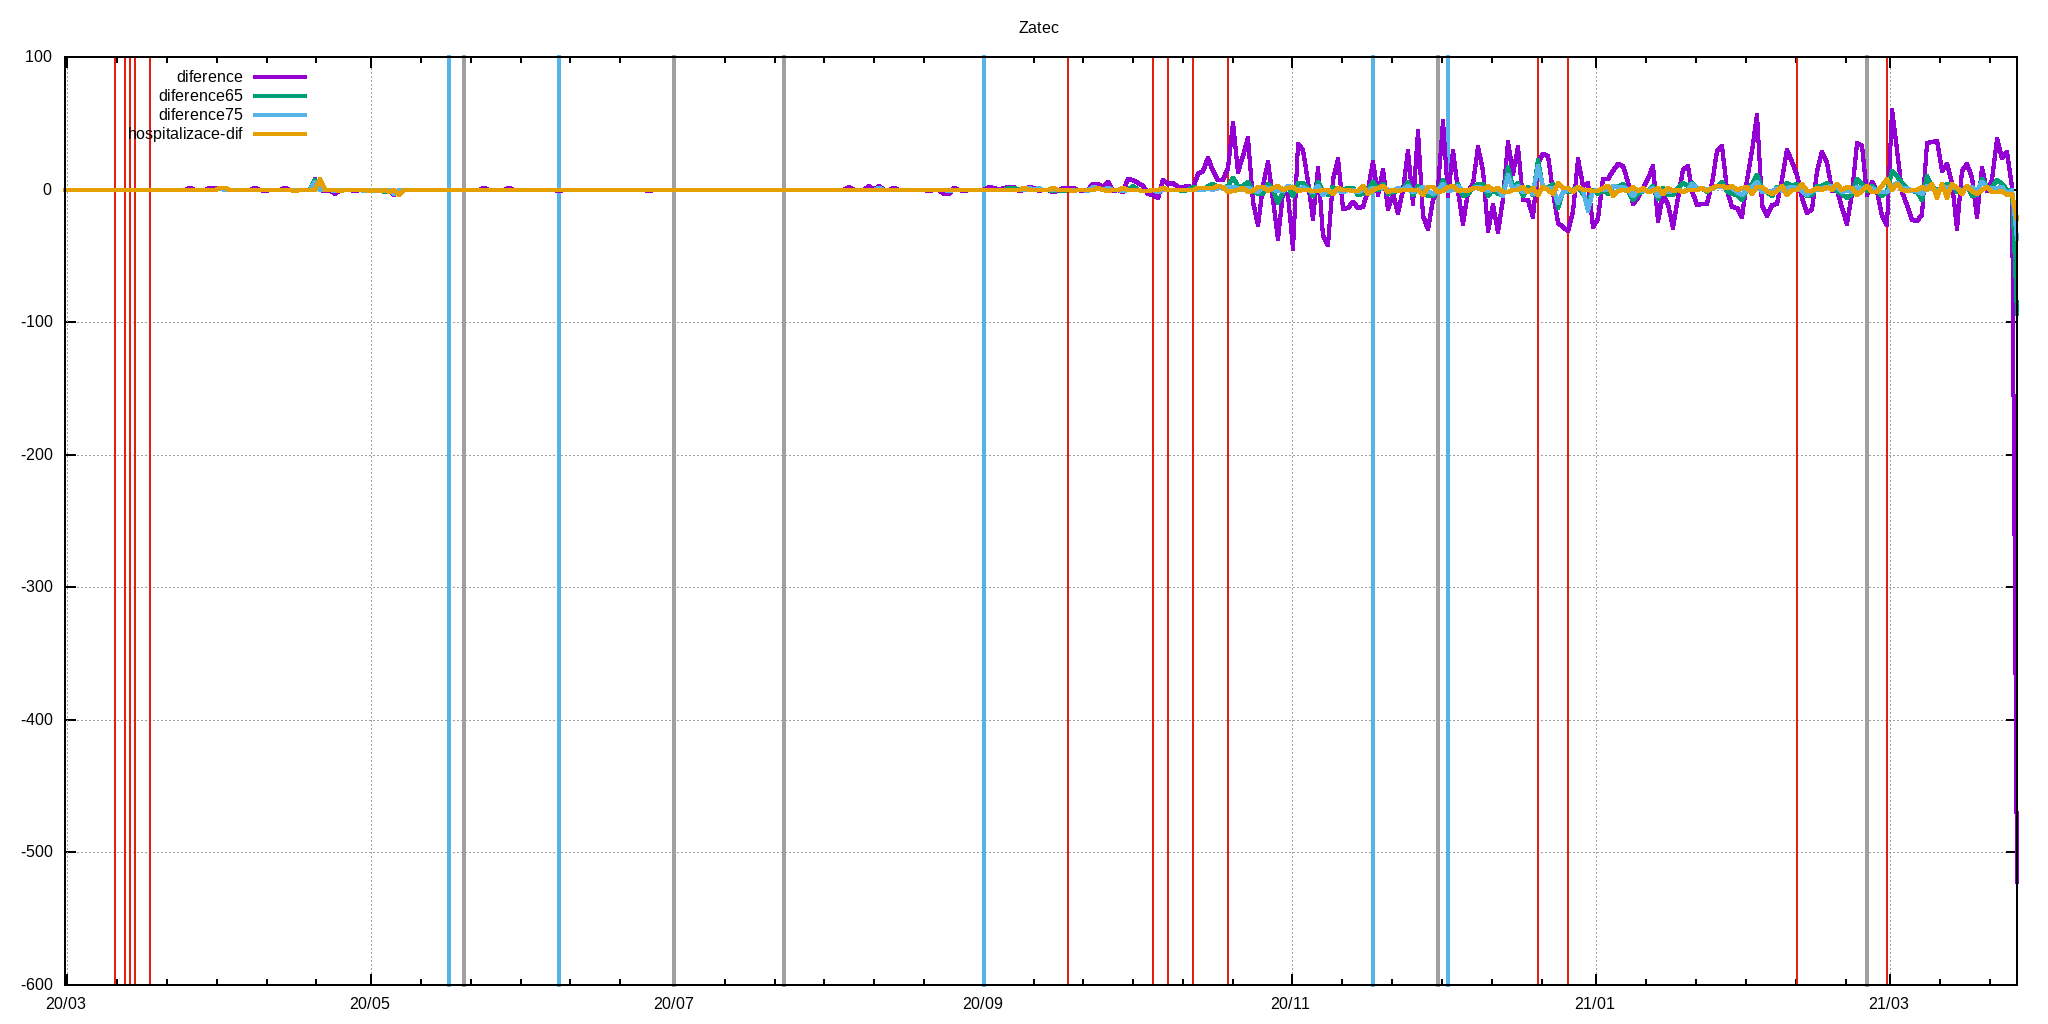 Zatec
100
diference
diference65
diference75
hospitalizace-dif
0
-100
-200
-300
-400
-500
-600
20/03 20/05 20/07 20/09 20/11 21/01 21/03